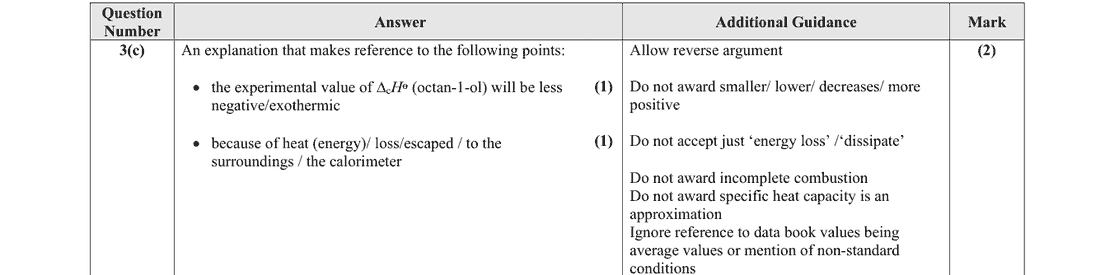 Question Number Answer Additional Guidance Mark
3(c) An explanation that makes reference to the following points: Allow reverse argument (2)
• the experimental value of ΔcH⦵ (octan-1-ol) will be less (1) Do not award smaller/ lower/ decreases/ more
negative/exothermic positive
• because of heat (energy)/ loss/escaped / to the (1) Do not accept just ‘energy loss’ /‘dissipate’
surroundings / the calorimeter
Do not award incomplete combustion
Do not award specific heat capacity is an
approximation
Ignore reference to data book values being
average values or mention of non-standard
conditions